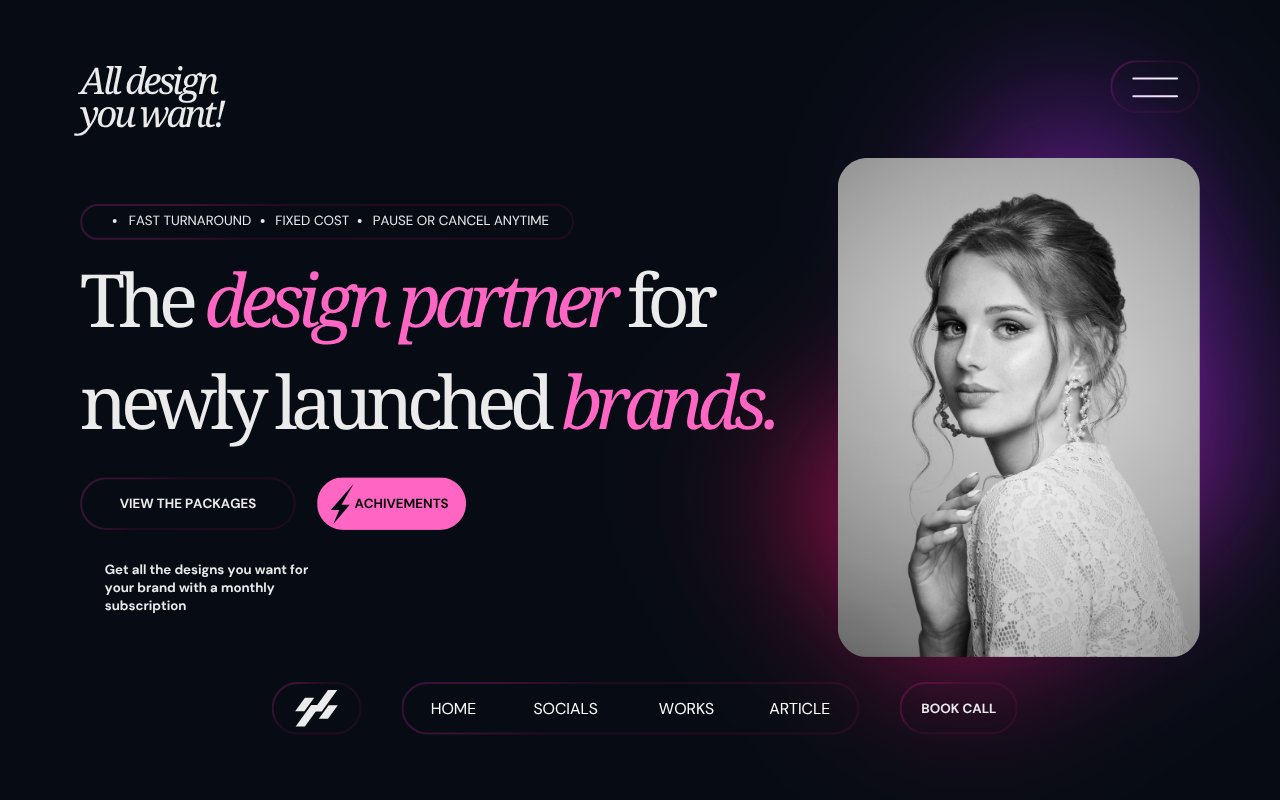 All design
you want!
• FAST TURNAROUND • FIXED COST • PAUSE OR CANCEL ANYTIME
The design partner for
newly launched brands.
VIEW THE PACKAGES
ACHIVEMENTS
Get all the designs you want for
your brand with a monthly
subscription
HOME SOCIALS WORKS ARTICLE
BOOK CALL